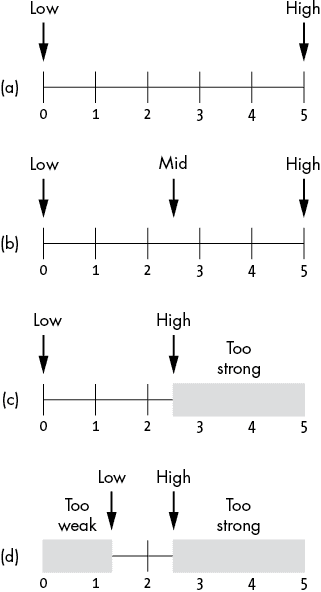 Low High
(a)
0 1 2 3 4 5
Low Mid High
(b)
0 1 2 3 4 5
Low High
Too
strong
(c)
0 1 2 3 4 5
Low High
Too Too
weak strong
(d)
0 1 2 3 4 5